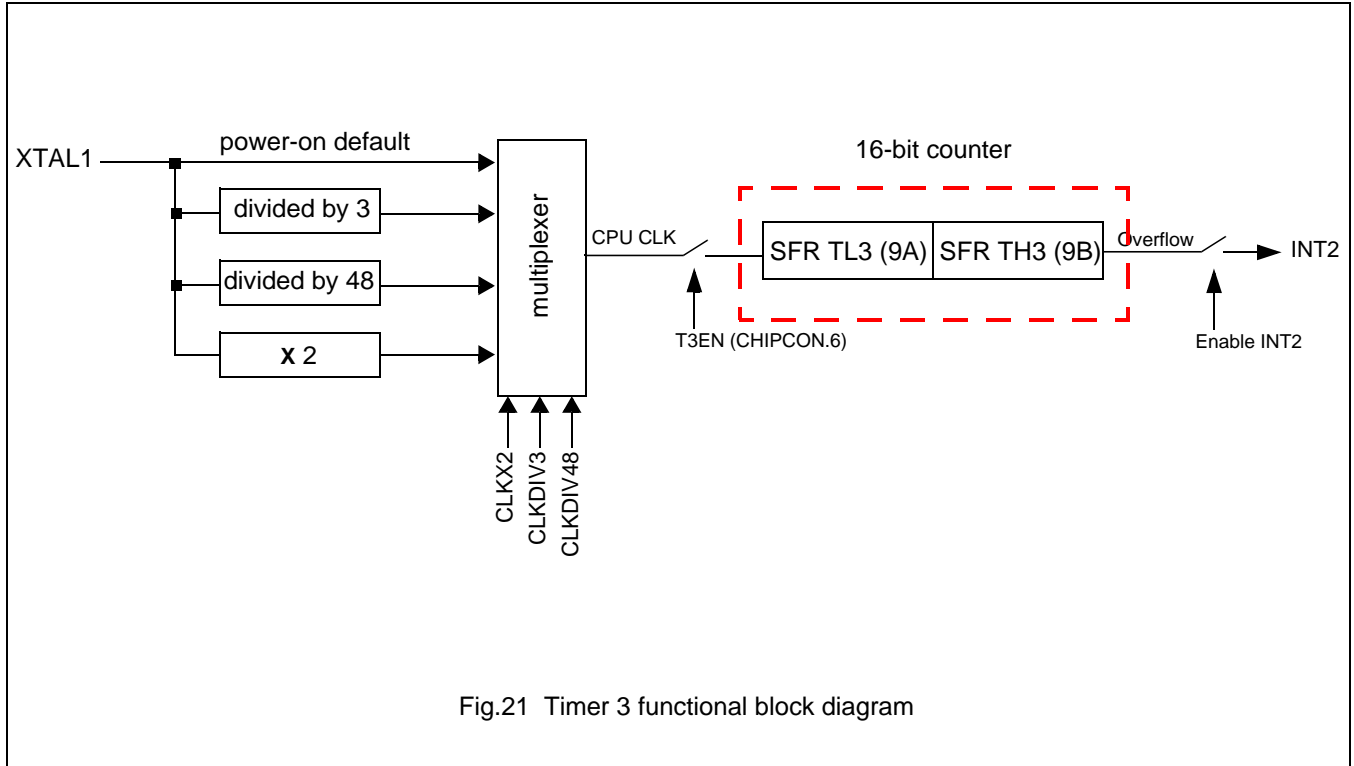 XTAL1
power-on default
divided by 3
divided by 48
X 2
multiplexer
CLKX2
CLKDIV3
CLKDIV48
CPU CLK
T3EN (CHIPCON.6)
16-bit counter
SFR TL3 (9A)
SFR TH3 (9B)
Overflow
INT2
Enable INT2
Fig.21 Timer 3 functional block diagram